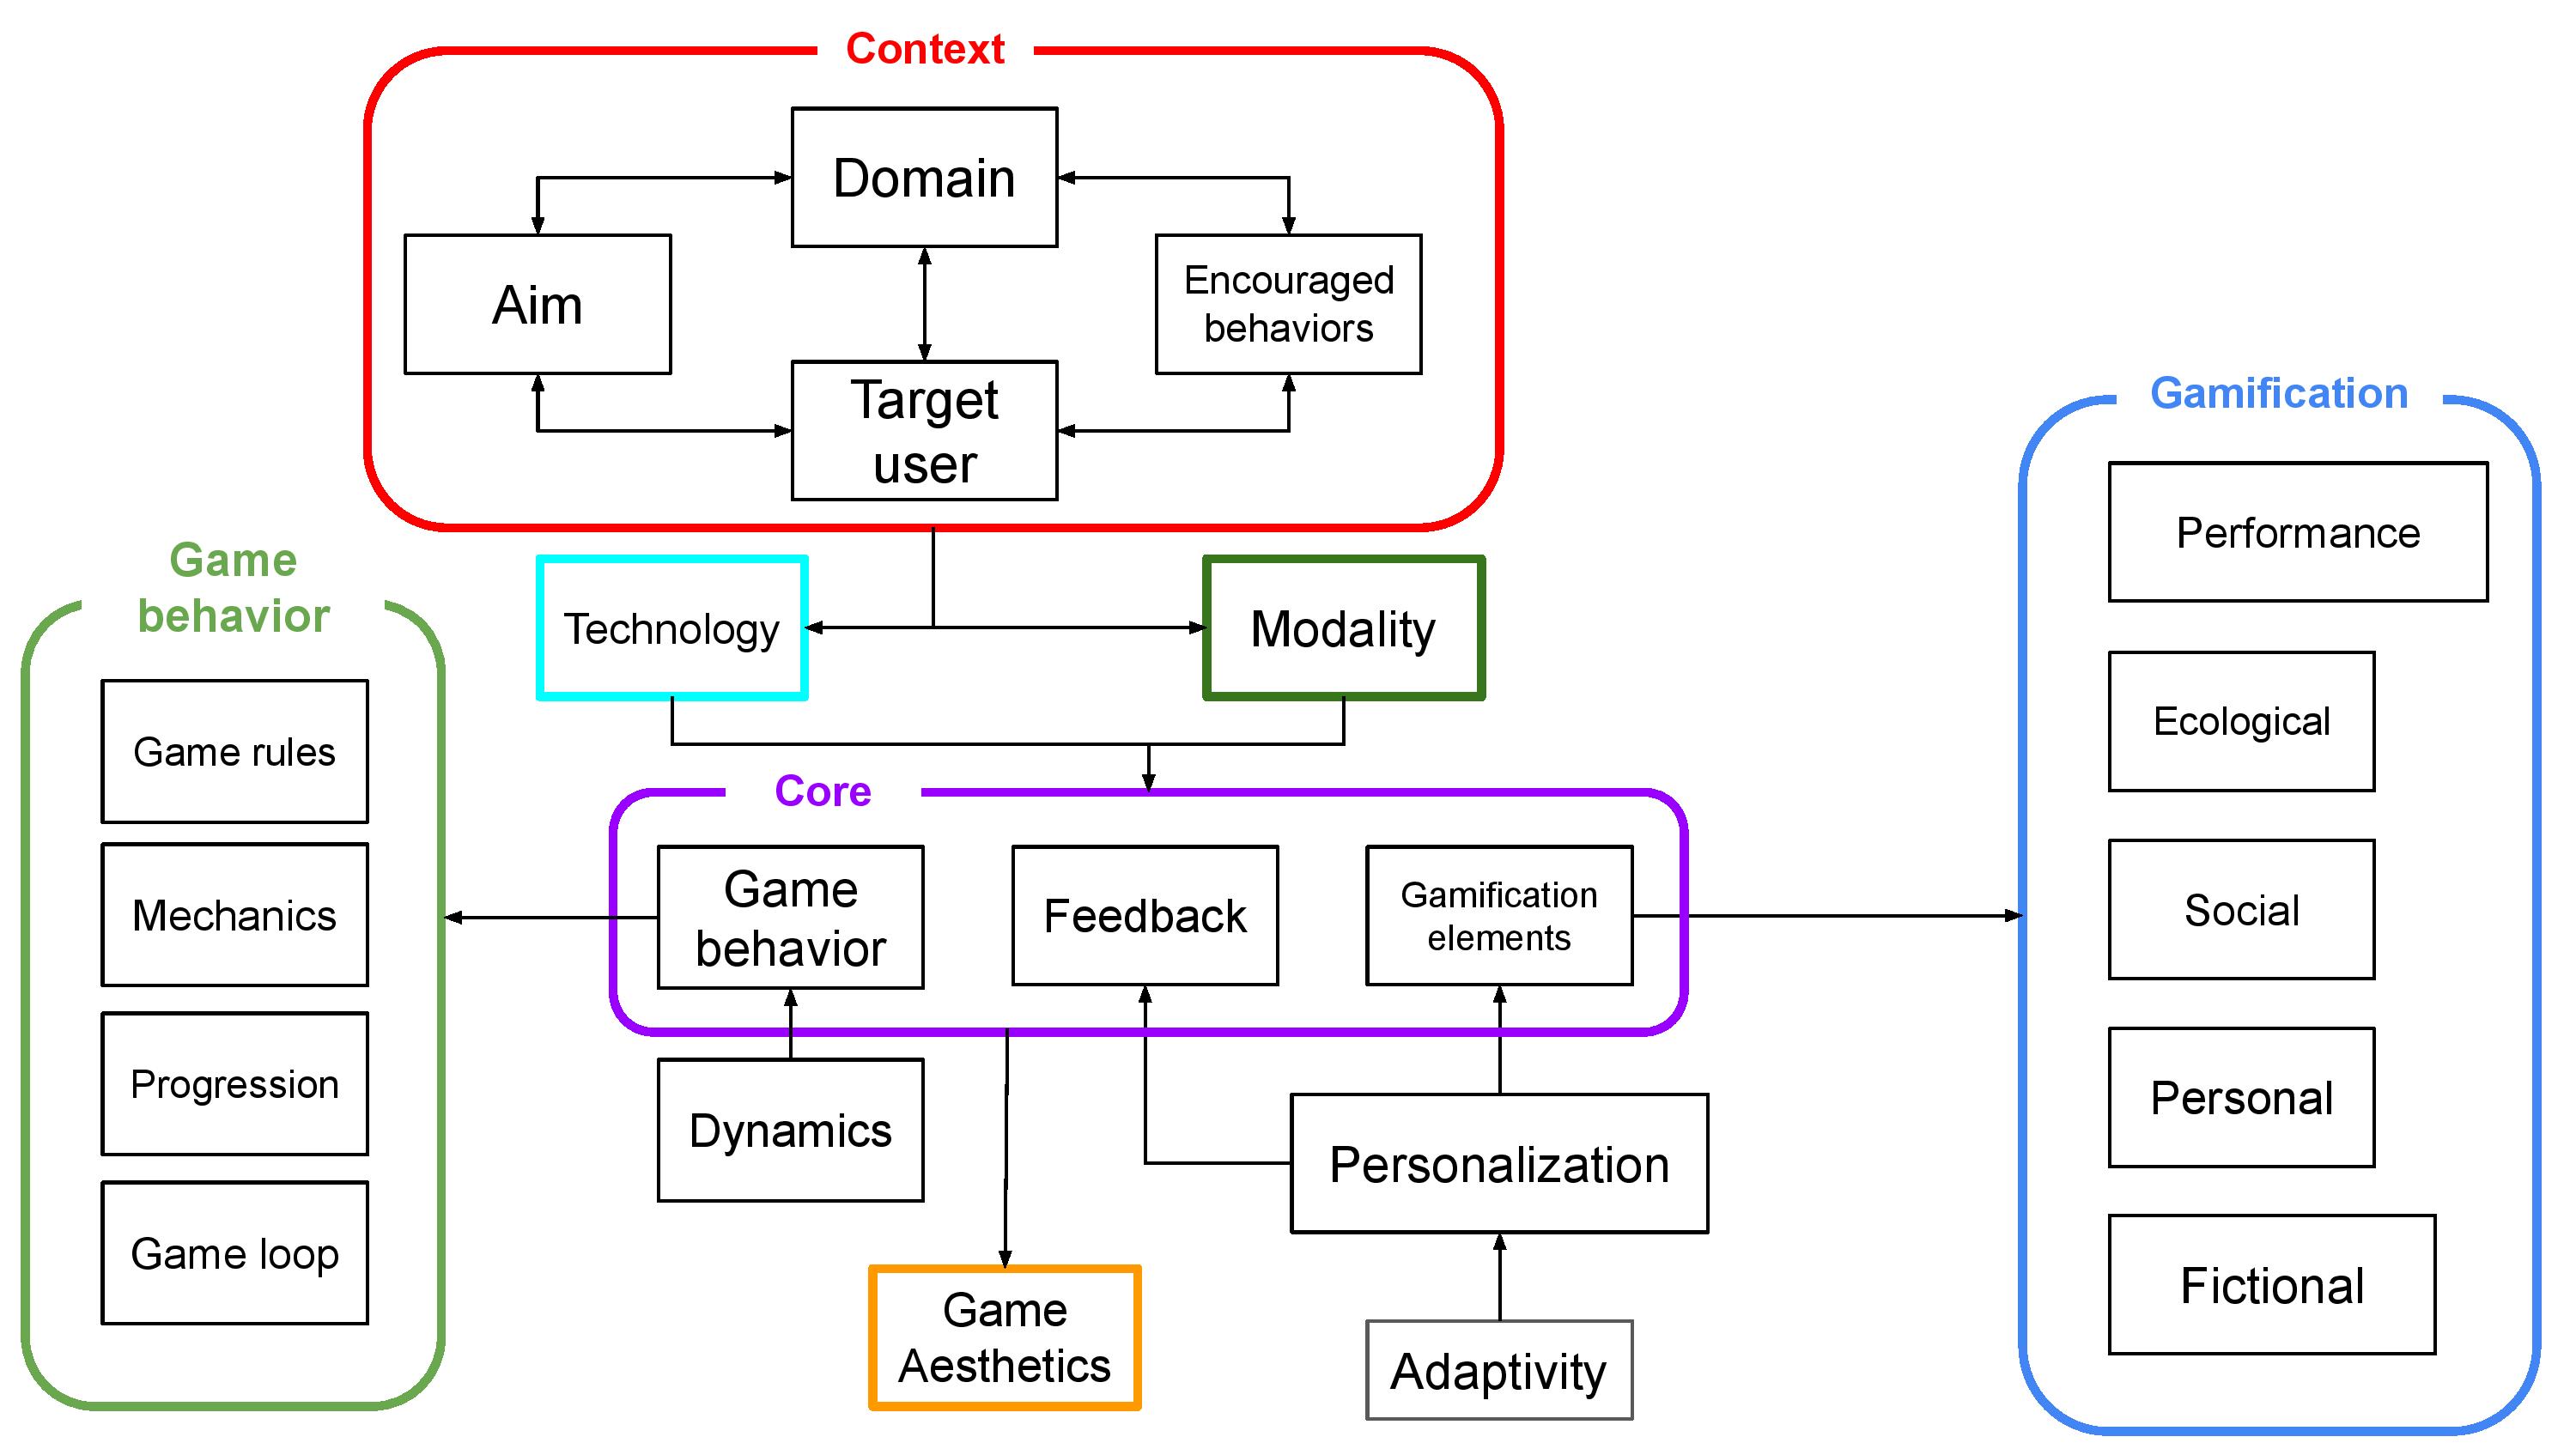 Context
Domain
Aim
Encouraged
behaviors
Target
user
Technology
Modality
Game
behavior
Game rules
Mechanics
Progression
Game loop
Core
Game
behavior
Feedback
Gamification
elements
Dynamics
Personalization
Game
Aesthetics
Adaptivity
Gamification
Performance
Ecological
Social
Personal
Fictional